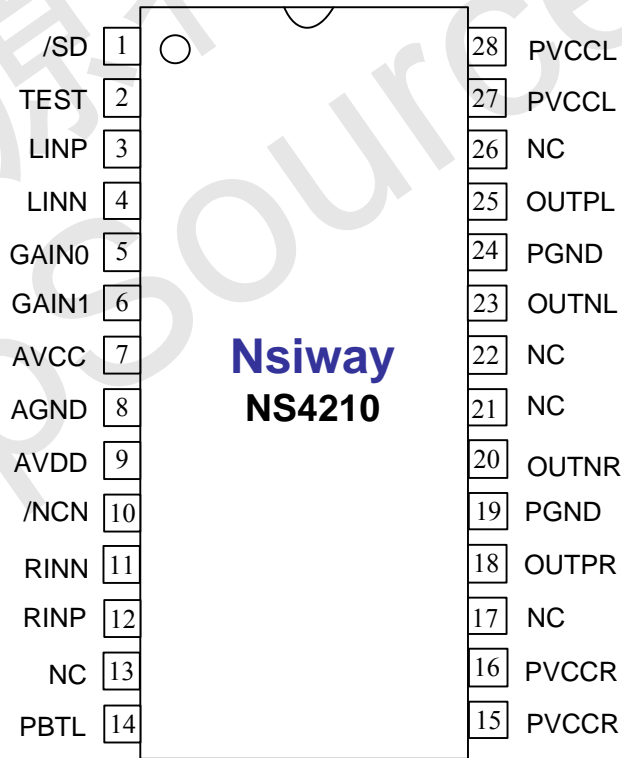 /SD 1 28 PVCCL
TEST 2 27 PVCCL
LINP 3 26 NC
LINN 4 25 OUTPL
GAIN0 5 24 PGND
GAIN1 6 23 OUTNL
AVCC 7 Nsiway 22 NC
AGND 8 NS4210 21 NC
AVDD 9 20 OUTNR
/NCN 10 19 PGND
RINN 11 18 OUTPR
RINP 12 17 NC
NC 13 16 PVCCR
PBTL 14 15 PVCCR
源
pSource